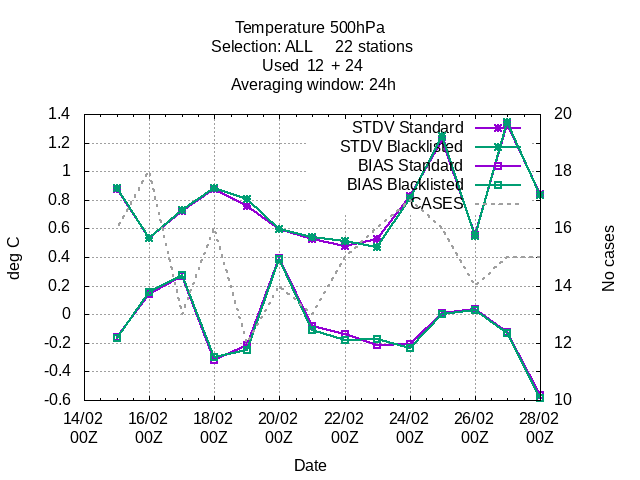 Temperature 500hPa
Selection: ALL 22 stations
Used 12 + 24
Averaging window: 24h
1.4
1.2
1
0.8
0.6
0.4
0.2
0
-0.2
-0.4
-0.6
deg C
20
18
16
14
12
10
No cases
STDV Standard
STDV Blacklisted
BIAS Standard
BIAS Blacklisted
CASES
14/02 16/02 18/02 20/02 22/02 24/02 26/02 28/02
00Z 00Z 00Z 00Z 00Z 00Z 00Z 00Z
Date